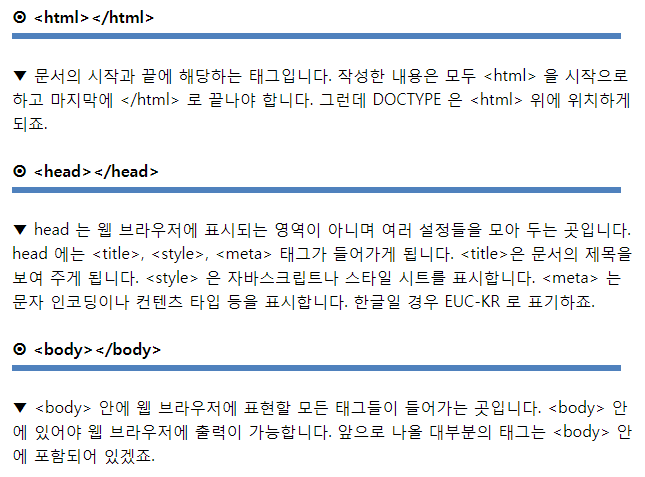 ⊙ <html></html>
▼ 문서의 시작과 끝에 해당하는 태그입니다. 작성한 내용은 모두 <html> 을 시작으로
하고 마지막에 </html> 로 끝나야 합니다. 그런데 DOCTYPE 은 <html> 위에 위치하게
되죠.
⊙ <head></head>
▼ head 는 웹 브라우저에 표시되는 영역이 아니며 여러 설정들을 모아 두는 곳입니다.
head 에는 <title>, <style>, <meta> 태그가 들어가게 됩니다. <title>은 문서의 제목을
보여 주게 됩니다. <style> 은 자바스크립트나 스타일 시트를 표시합니다. <meta> 는
문자 인코딩이나 컨텐츠 타입 등을 표시합니다. 한글일 경우 EUC-KR 로 표기하죠.
⊙ <body></body>
▼ <body> 안에 웹 브라우저에 표현할 모든 태그들이 들어가는 곳입니다. <body> 안
에 있어야 웹 브라우저에 출력이 가능합니다. 앞으로 나올 대부분의 태그는 <body> 안
에 포함되어 있겠죠.